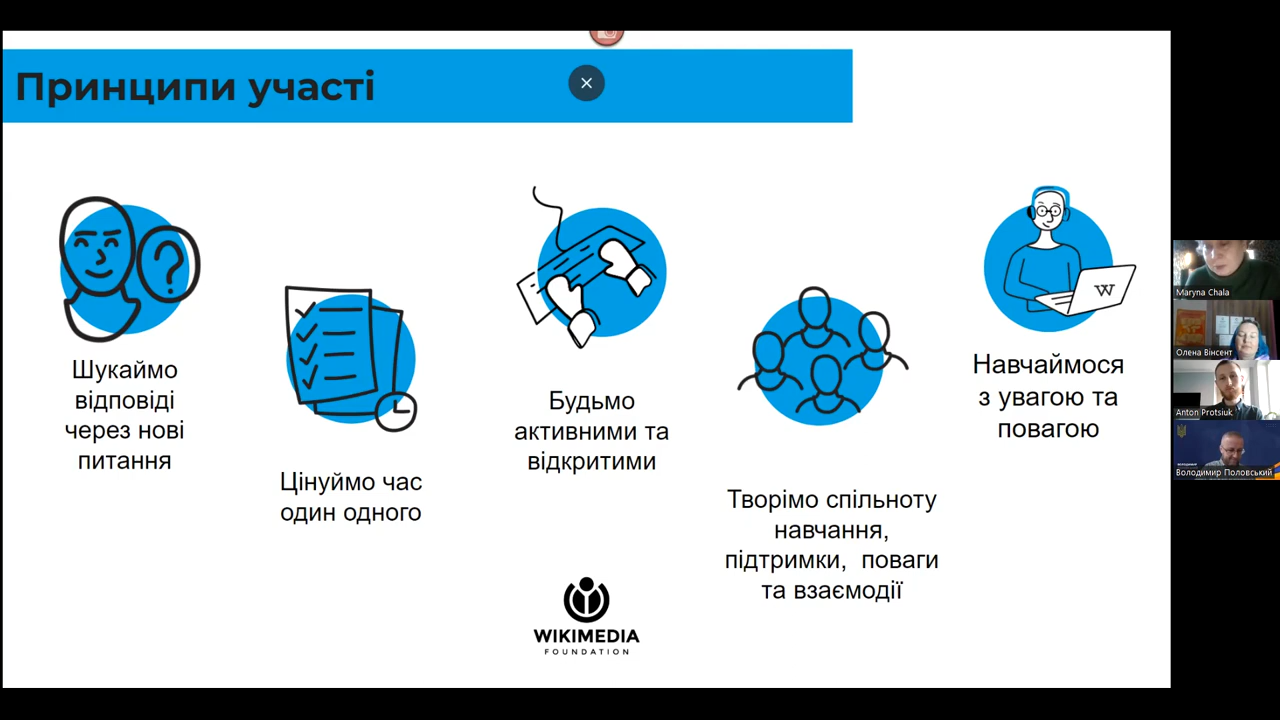 Принципи участі
Шукаймо
відповіді
через нові
питання
Цінуймо час
один одного
Будьмо
активними та
відкритими
Творімо спільноту
навчання,
підтримки, поваги
та взаємодії
W
Навчаймося
з увагою та
повагою
WIKIMEDIA
FOUNDATION
Maryna Chala
Олена Вінсент
Anton Protsiuk
Володимир Половський